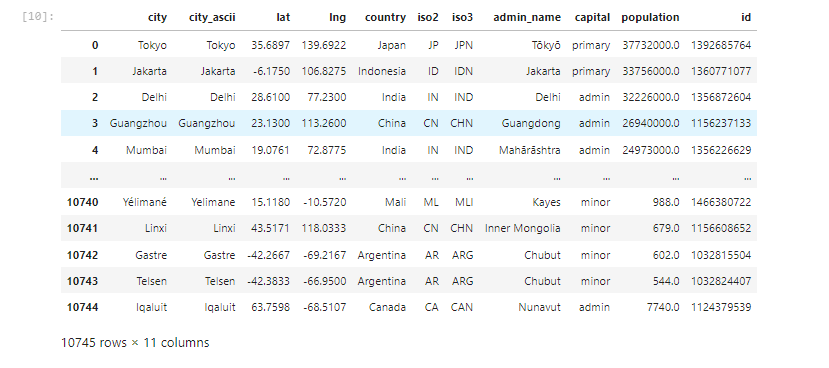 [10]: city city_ascii lat lng country iso2 iso3 admin_name capital population id
0 Tokyo Tokyo 35.6897 139.6922 Japan JP JPN Tōkyō primary 37732000.0 1392685764
1 Jakarta Jakarta -6.1750 106.8275 Indonesia ID IDN Jakarta primary 33756000.0 1360771077
2 Delhi Delhi 28.6100 77.2300 India IN IND Delhi admin 32226000.0 1356872604
3 Guangzhou Guangzhou 23.1300 113.2600 China CN CHN Guangdong admin 26940000.0 1156237133
4 Mumbai Mumbai 19.0761 72.8775 India IN IND Mahārāshtra admin 24973000.0 1356226629
... ... ... ... ... ... ... ... ... ... ... ...
10740 Yélimané Yelimane 15.1180 -10.5720 Mali ML MLI Kayes minor 988.0 1466380722
10741 Linxi Linxi 43.5171 118.0333 China CN CHN Inner Mongolia minor 679.0 1156608652
10742 Gastre Gastre -42.2667 -69.2167 Argentina AR ARG Chubut minor 602.0 1032815504
10743 Telsen Telsen -42.3833 -66.9500 Argentina AR ARG Chubut minor 544.0 1032824407
10744 Iqaluit Iqaluit 63.7598 -68.5107 Canada CA CAN Nunavut admin 7740.0 1124379539
10745 rows × 11 columns